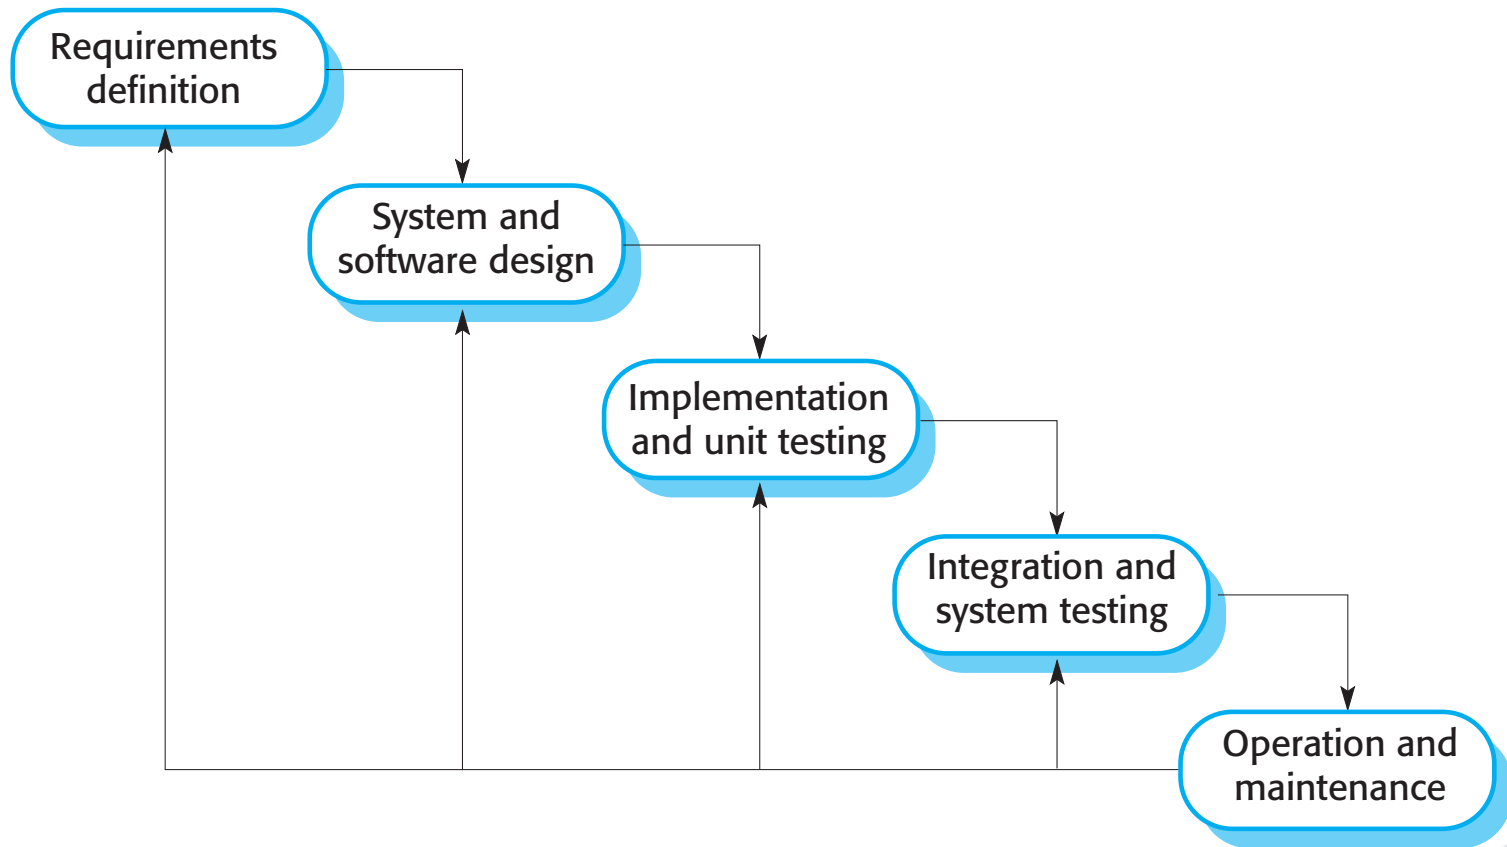 Requirements
definition
System and
software design
Implementation
and unit testing
Integration and
system testing
Operation and
maintenance